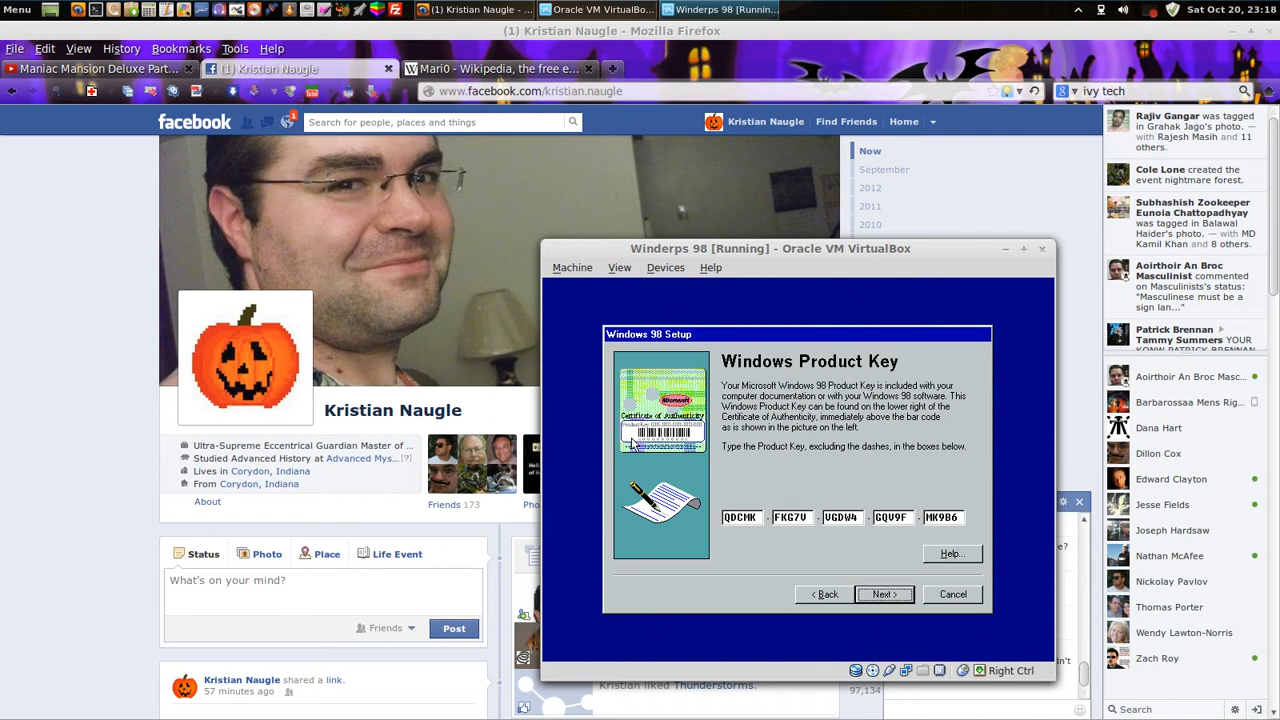 Menu
(1) Kristian Naugle - ...
Oracle VM VirtualBo...
Winderps 98 [Runnin...
Sat Oct 20, 23:18
(1) Kristian Naugle - Mozilla Firefox
File Edit View History Bookmarks Tools Help
Maniac Mansion Deluxe Part...
(1) Kristian Naugle
Mari0 - Wikipedia, the free e...
www.facebook.com/kristian.naugle
ivy tech
facebook
1
Search for people, places and things
Kristian Naugle
Find Friends
Home
Now
September
2012
2011
2010
Kristian Naugle
Ultra-Supreme Eccentrical Guardian Master of ...
Studied Advanced History at Advanced Mys... [?]
Lives in Corydon, Indiana
From Corydon, Indiana
About
Friends 173
Pho
Status Photo Place Life Event
What's on your mind?
Friends
Post
Kristian Naugle shared a link.
57 minutes ago
Kristian liked Thunderstorms.
97,134
Winderps 98 [Running] - Oracle VM VirtualBox
Machine View Devices Help
Windows 98 Setup
Microsoft
Certificate of Authenticity
Windows Product Key
Your Microsoft Windows 98 Product Key is included with your
computer documentation or with your Windows 98 software. This
Windows Product Key can be found on the lower right of the
Certificate of Authenticity, immediately above the bar code
as is shown in the picture on the left.
Type the Product Key, excluding the dashes, in the boxes below.
QDCMK - FKG7V - VGDW4 - GQV9F - MK9B6
Help...
< Back
Next >
Cancel
Right Ctrl
Rajiv Gangar was tagged
in Grahak Jago's photo. —
with Rajesh Masih and 11
others.
Cole Lone created the
event nightmare forest.
Subhashish Zookeeper
Eunoia Chattopadhyay
was tagged in Balawal
Haider's photo. — with MD
Kamil Khan and 8 others.
Aoirthoir An Broc
Masculinist commented
on Masculinists's status:
"Masculinese must be a
sign lan..."
Patrick Brennan
Tammy Summers YOUR
KONW PATRICK BRENNAN
Aoirthoir An Broc Masc...
Barbarossa Mens Rig...
Dana Hart
Dillon Cox
Edward Clayton
Jesse Fields
Joseph Hardsaw
Nathan McAfee
Nickolay Pavlov
Thomas Porter
Wendy Lawton-Norris
Zach Roy
Search